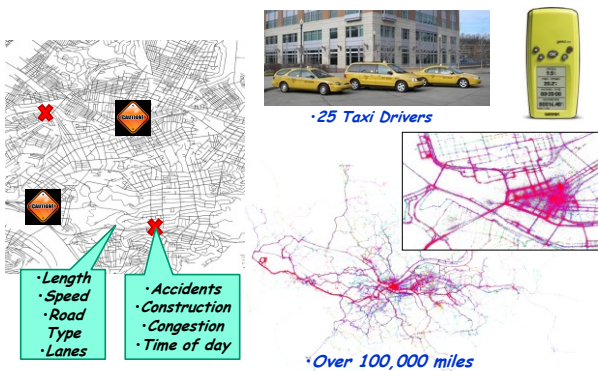 CAUTION!
CAUTION!
•Length
•Speed
•Road
Type
•Lanes
•Accidents
•Construction
•Congestion
•Time of day
•25 Taxi Drivers
GARMIN
•Over 100,000 miles